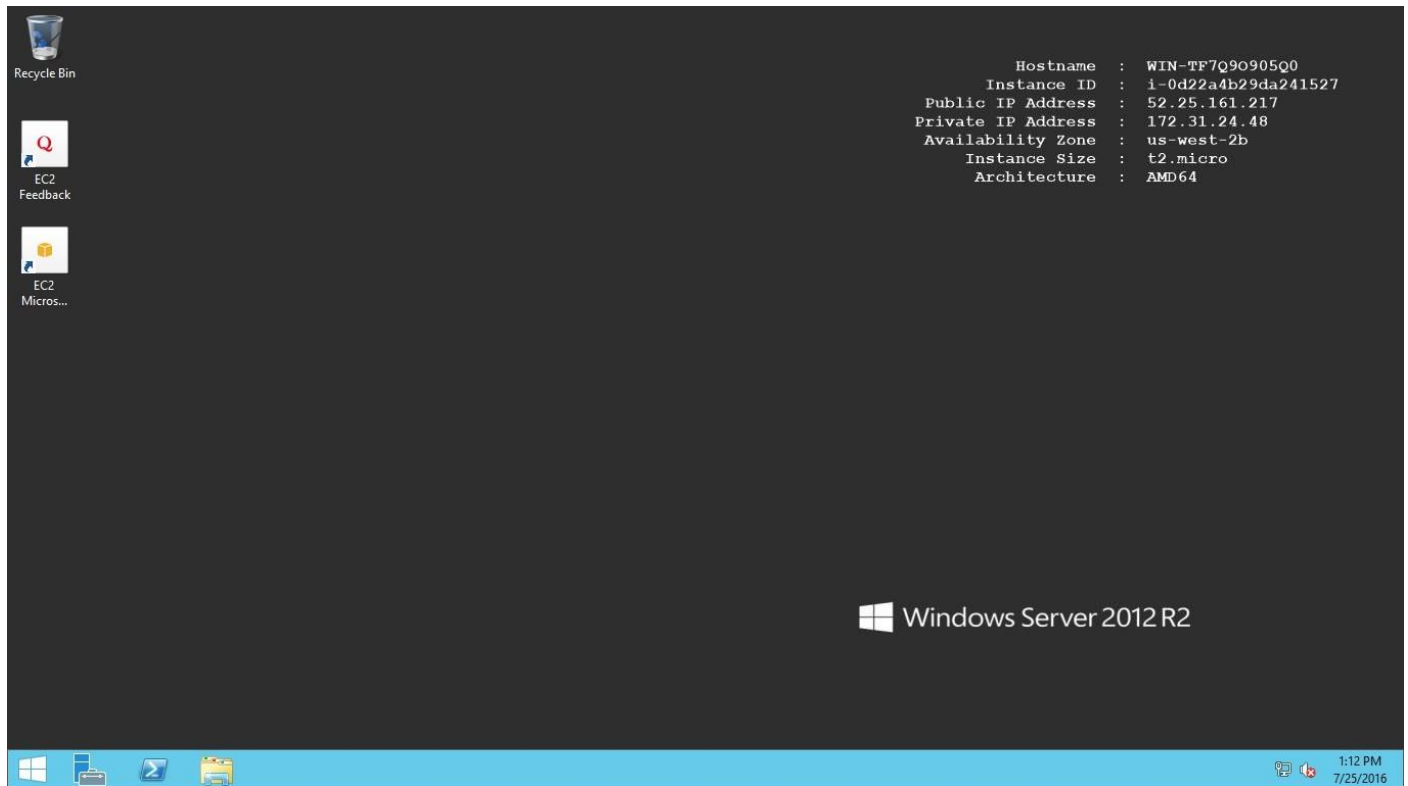 Recycle Bin
EC2
Feedback
EC2
Micros...
Hostname : WIN-TF7Q9O905Q0
Instance ID : i-0d22a4b29da241527
Public IP Address : 52.25.161.217
Private IP Address : 172.31.24.48
Availability Zone : us-west-2b
Instance Size : t2.micro
Architecture : AMD64
Windows Server 2012 R2
1:12 PM
7/25/2016